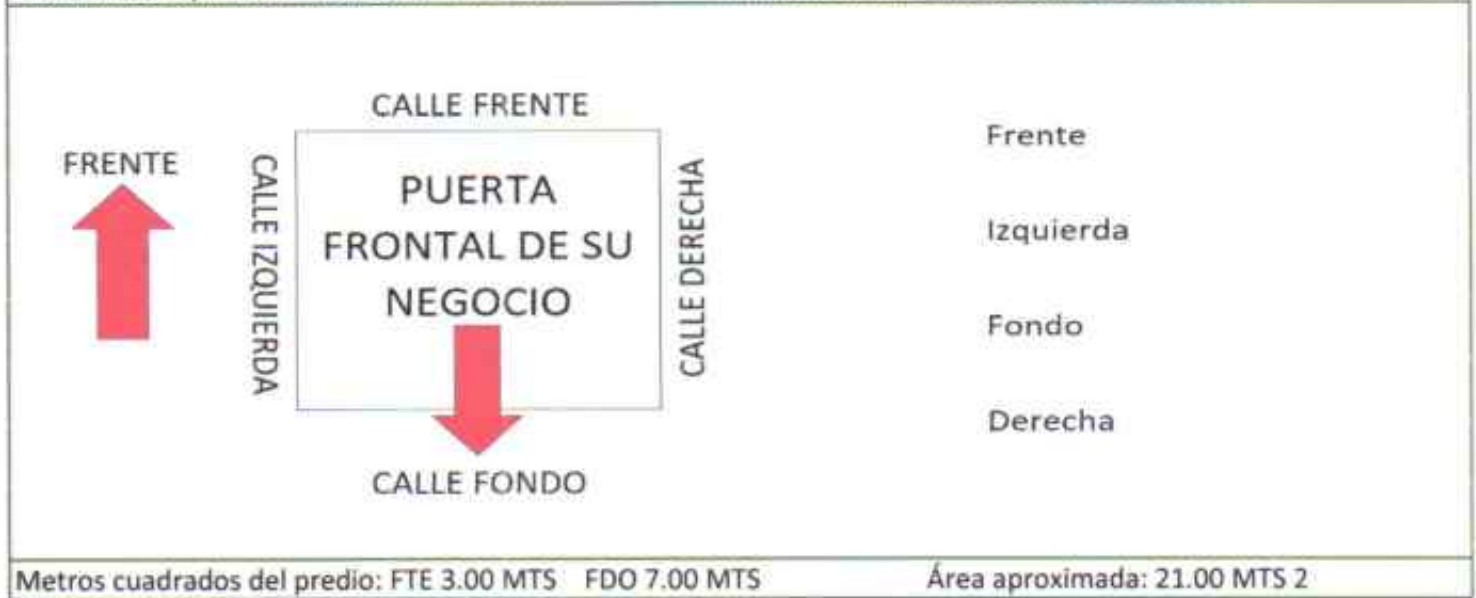 CALLE FRENTE
FRENTE
CALLE IZQUIERDA
PUERTA
FRONTAL DE SU
NEGOCIO
CALLE DERECHA
CALLE FONDO
Frente
Izquierda
Fondo
Derecha
Metros cuadrados del predio: FTE 3.00 MTS FDO 7.00 MTS
Área aproximada: 21.00 MTS 2